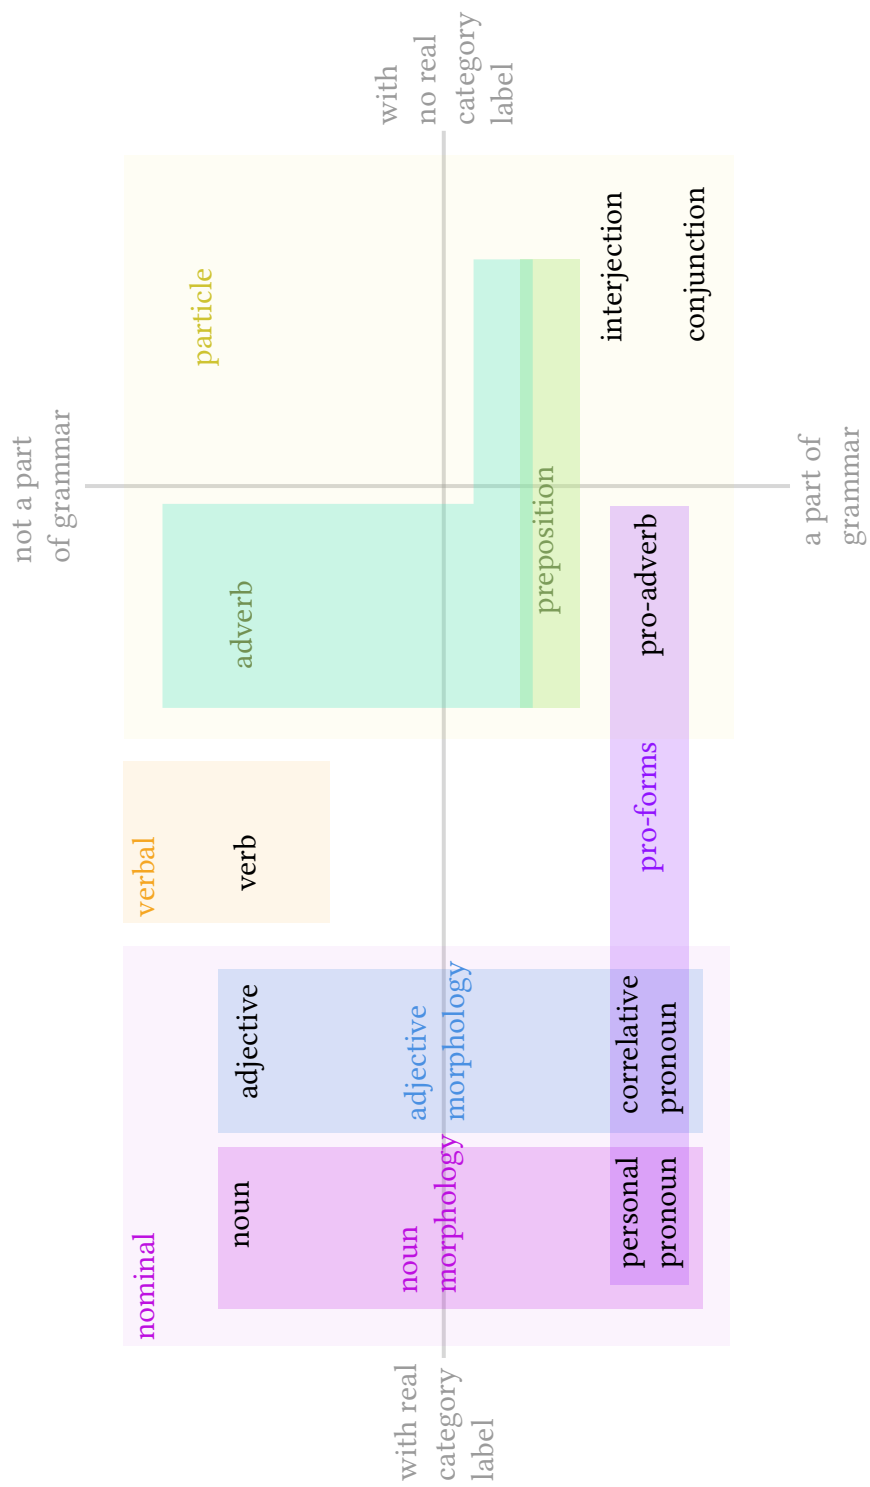 not a part
of grammar
with real
category
label
with
no real
category
label
a part of
grammar
nominal
noun
adjective
noun
morphology
adjective
morphology
personal
pronoun
correlative
pronoun
verbal
verb
pro-forms
adverb
preposition
pro-adverb
particle
interjection
conjunction